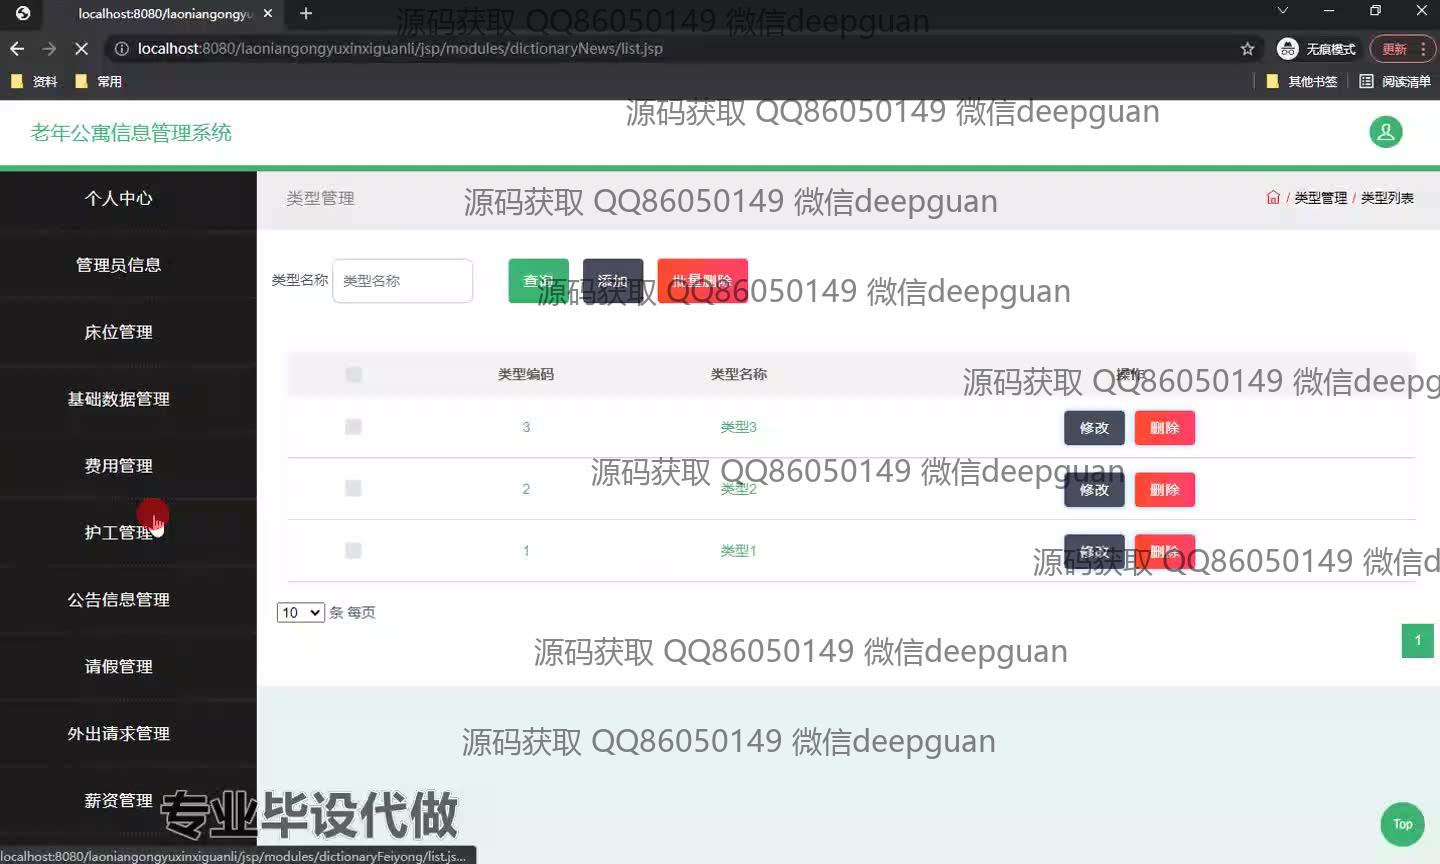 localhost:8080/laoniangongyu
源码获取 QQ86050149 微信deepguan
localhost:8080/laoniangongyuxinxiguanli/jsp/modules/dictionaryNews/list.jsp
无痕模式
更新
资料
常用
其他书签
阅读清单
源码获取 QQ86050149 微信deepguan
老年公寓信息管理系统
个人中心
类型管理
源码获取 QQ86050149 微信deepguan
/ 类型管理 / 类型列表
管理员信息
类型名称
类型名称
查询
添加
批量删除
源码获取 QQ86050149 微信deepguan
床位管理
类型编码
类型名称
操作
源码获取 QQ86050149 微信deepg
基础数据管理
3
类型3
修改
删除
费用管理
源码获取 QQ86050149 微信deepguan
2
类型2
修改
删除
护工管理
1
类型1
修改
删除
源码获取 QQ86050149 微信d
公告信息管理
10
条 每页
1
源码获取 QQ86050149 微信deepguan
请假管理
外出请求管理
源码获取 QQ86050149 微信deepguan
薪资管理
专业毕设代做
Top
localhost:8080/laoniangongyuxinxiguanli/jsp/modules/dictionaryFeiyong/list.js...